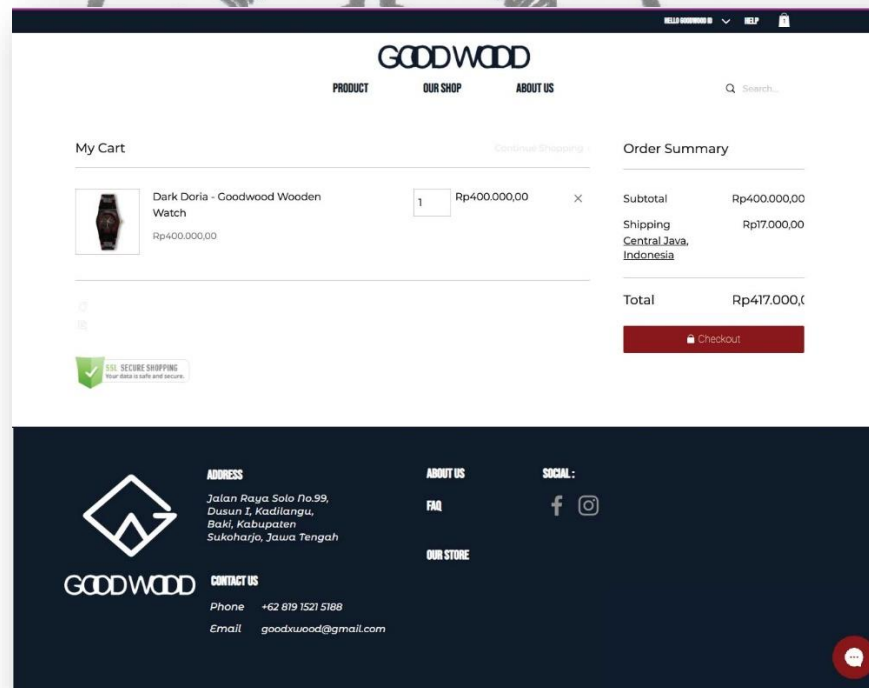 HELLO GOODWOOD ID
HELP
1
GOODWOOD
PRODUCT OUR SHOP ABOUT US
Search...
My Cart
Continue Shopping
Order Summary
Dark Doria - Goodwood Wooden
Watch
Rp400.000,00
1
Rp400.000,00
×
Subtotal Rp400.000,00
Shipping Rp17.000,00
Central Java,
Indonesia
Total Rp417.000,(
Checkout
SSL SECURE SHOPPING
Your data is safe and secure.
GOODWOOD
ADDRESS
Jalan Raya Solo No.99,
Dusun I, Kadilangu,
Baki, Kabupaten
Sukoharjo, Jawa Tengah
CONTACT US
Phone +62 819 1521 5188
Email goodxwood@gmail.com
ABOUT US
FAQ
OUR STORE
SOCIAL :